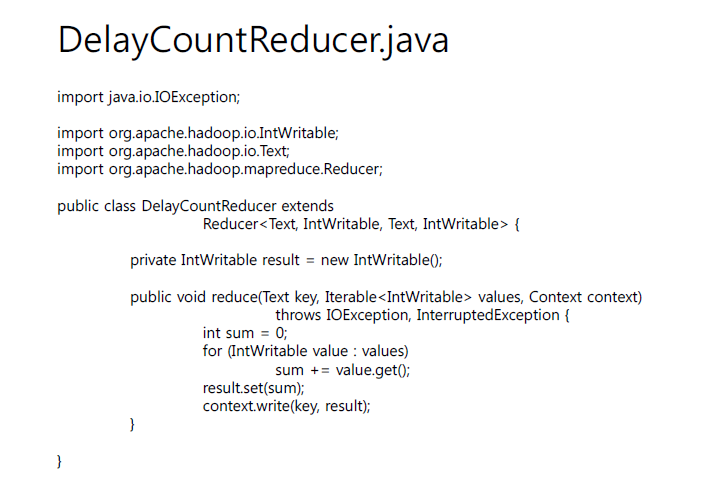 DelayCountReducer.java
import java.io.IOException;
import org.apache.hadoop.io.IntWritable;
import org.apache.hadoop.io.Text;
import org.apache.hadoop.mapreduce.Reducer;
public class DelayCountReducer extends
Reducer<Text, IntWritable, Text, IntWritable> {
private IntWritable result = new IntWritable();
public void reduce(Text key, Iterable<IntWritable> values, Context context)
throws IOException, InterruptedException {
int sum = 0;
for (IntWritable value : values)
sum += value.get();
result.set(sum);
context.write(key, result);
}
}